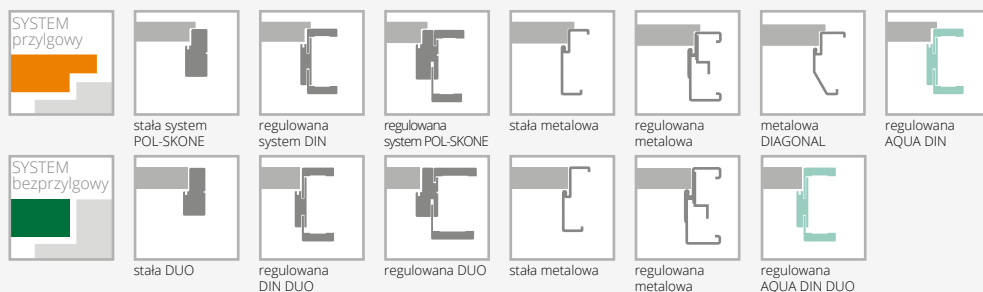 SYSTEM
przylgowy
stała system
POL-SKONE
regulowana
system DIN
regulowana
system POL-SKONE
stała metalowa
regulowana
metalowa
metalowa
DIAGONAL
regulowana
AQUA DIN
SYSTEM
bezprzylgowy
stała DUO
regulowana
DIN DUO
regulowana DUO
stała metalowa
regulowana
metalowa
regulowana
AQUA DIN DUO